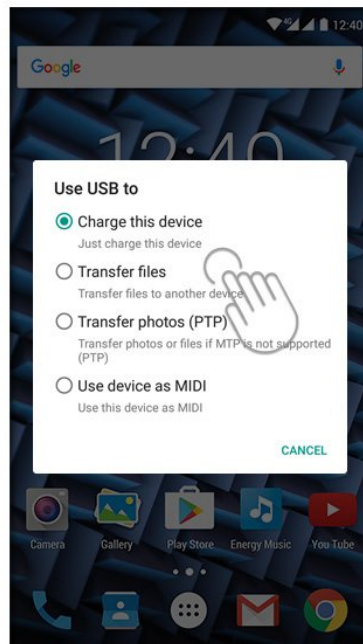 4G 12:40
Google
12:40
Use USB to
Charge this device
Just charge this device
Transfer files
Transfer files to another device
Transfer photos (PTP)
Transfer photos or files if MTP is not supported
(PTP)
Use device as MIDI
Use this device as MIDI
CANCEL
Camera Gallery Play Store Energy Music YouTube